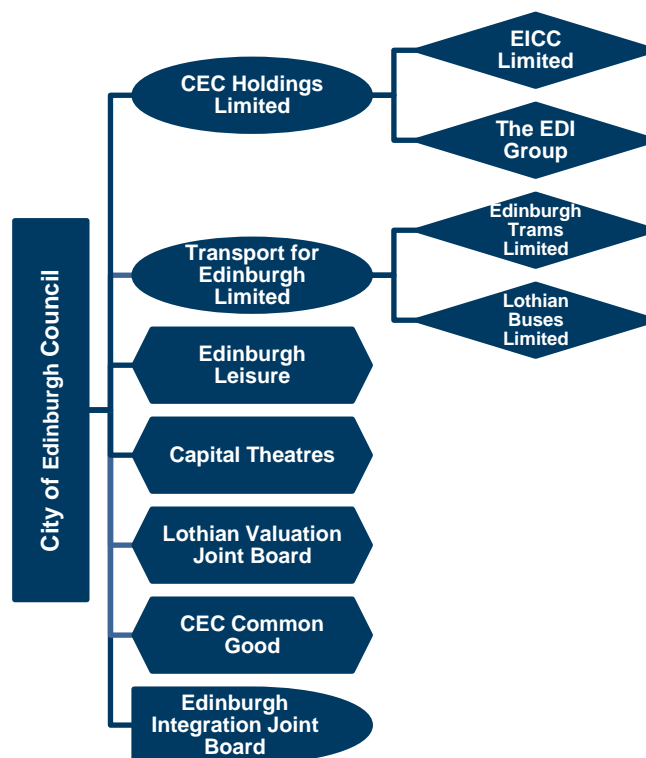 City of Edinburgh Council
CEC Holdings
Limited
EICC
Limited
The EDI
Group
Transport for
Edinburgh
Limited
Edinburgh
Trams
Limited
Lothian
Buses
Limited
Edinburgh
Leisure
Capital Theatres
Lothian Valuation
Joint Board
CEC Common
Good
Edinburgh
Integration Joint
Board